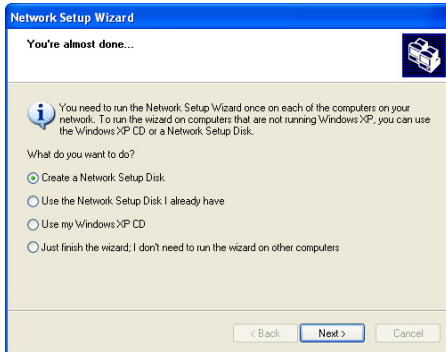 Network Setup Wizard
You're almost done...
You need to run the Network Setup Wizard once on each of the computers on your
network. To run the wizard on computers that are not running Windows XP, you can use
the Windows XP CD or a Network Setup Disk.
What do you want to do?
Create a Network Setup Disk
Use the Network Setup Disk I already have
Use my Windows XP CD
Just finish the wizard; I don't need to run the wizard on other computers
< Back Next > Cancel